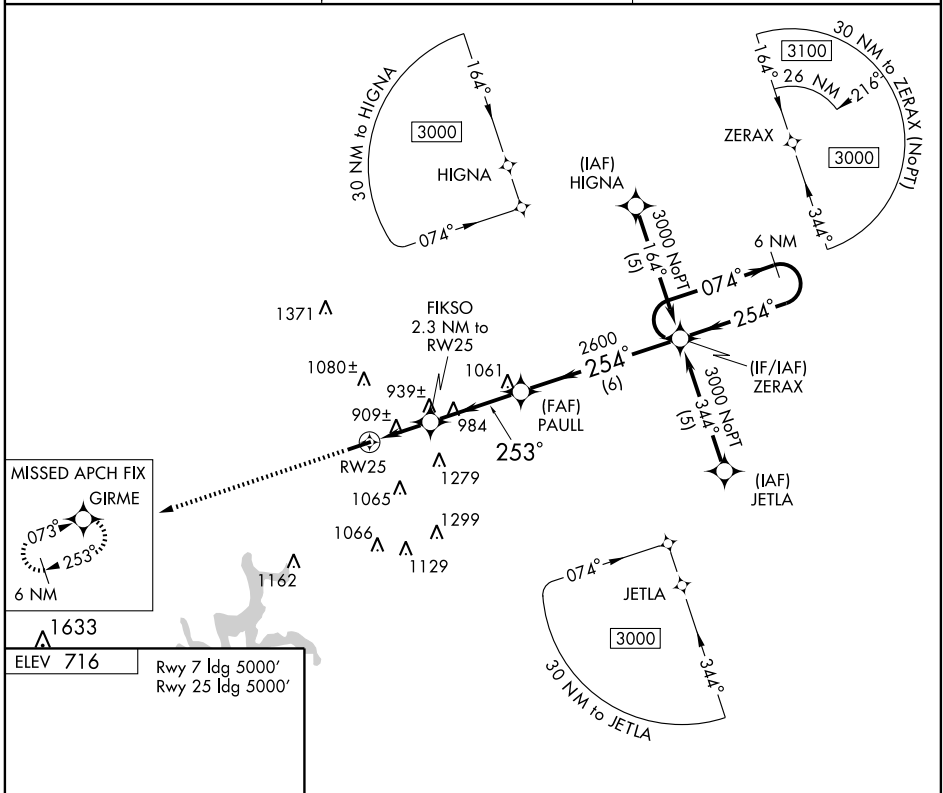 30 NM to HIGNA
164°
3000
HIGNA
074°
30 NM to ZERAX (NoPT)
3100
164°
26 NM
216°
ZERAX
3000
344°
(IAF)
HIGNA
3000 NoPT
164°
(5)
6 NM
074°
254°
1371
FIKSO
2.3 NM to
RW25
2600
254°
(6)
(IF/IAF)
ZERAX
1080±
1061
939±
909±
984
(FAF)
PAULL
3000 NoPT
344°
(5)
253°
RW25
1279
(IAF)
JETLA
MISSED APCH FIX
GIRME
073°
253°
6 NM
1065
1299
1066
1129
1162
074°
JETLA
3000
344°
30 NM to JETLA
1633
ELEV 716
Rwy 7 ldg 5000'
Rwy 25 ldg 5000'